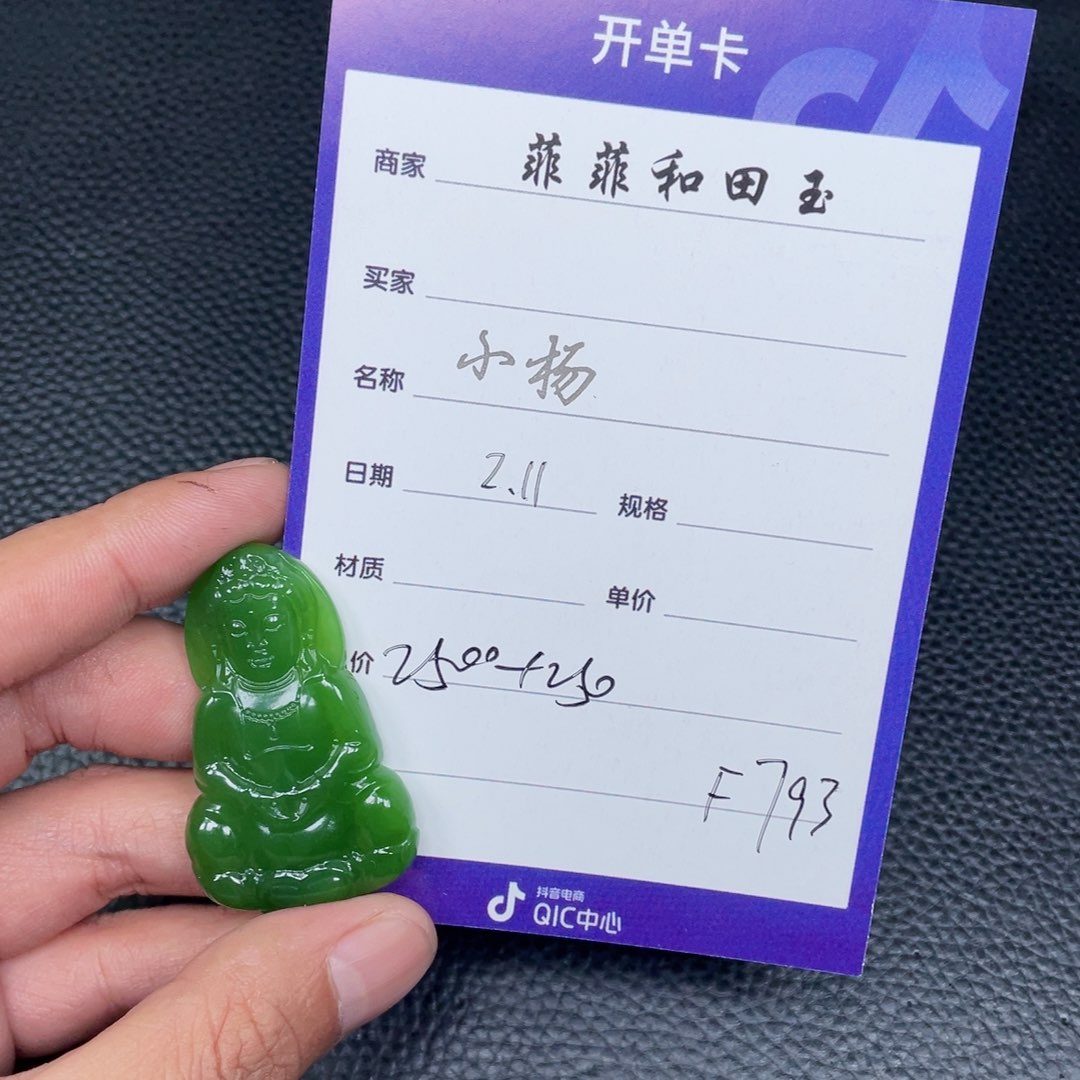 开单卡
商家 菲菲和田玉
买家
名称 小杨
日期 2.11 规格
材质 单价
价 2500+250
F793
抖音电商
QIC中心